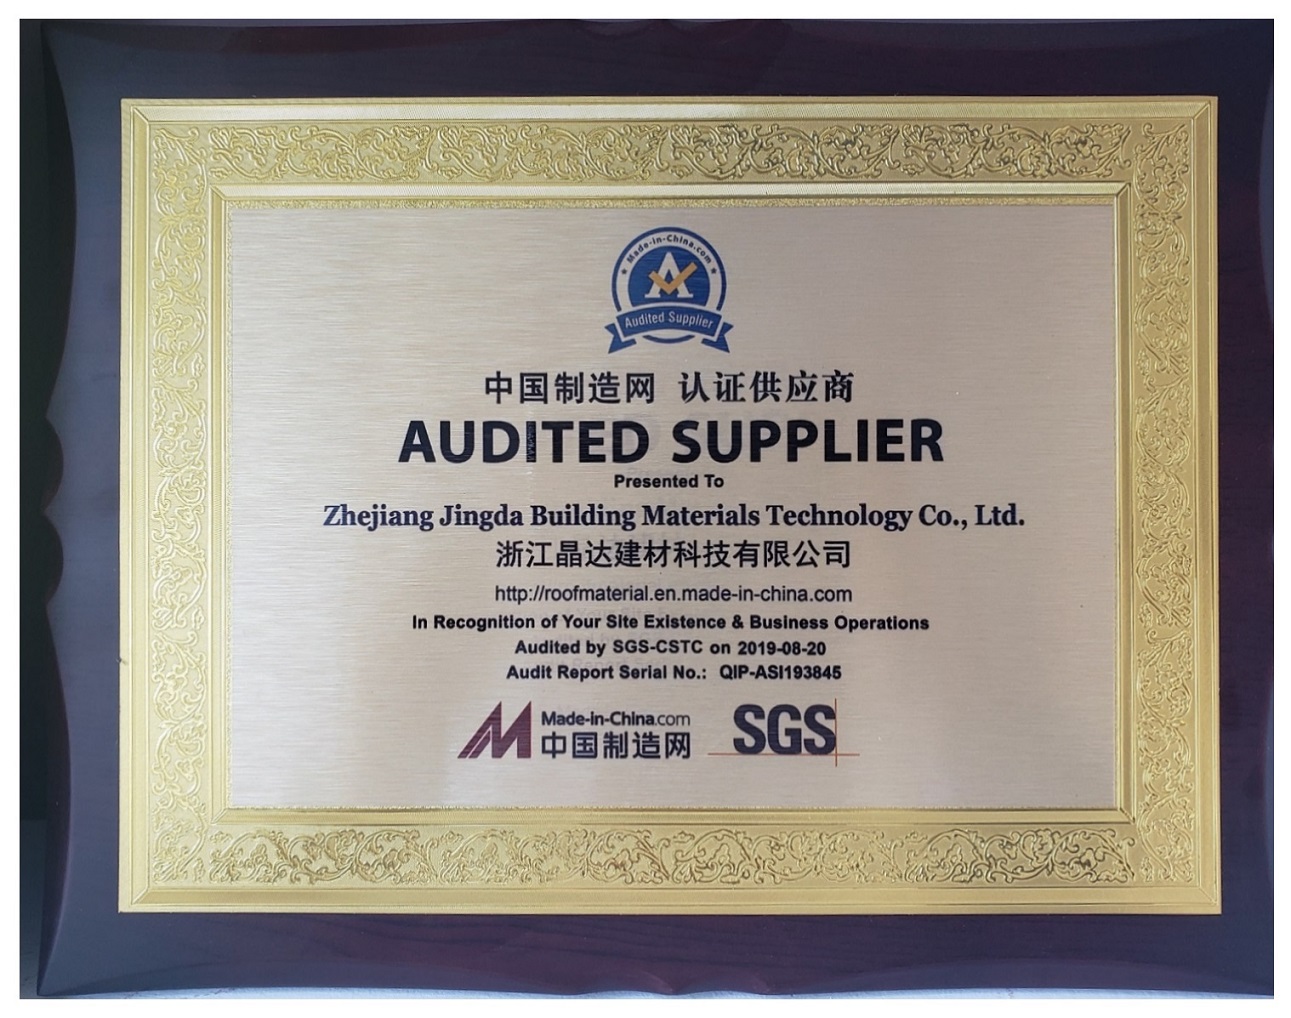 Made-in-China.com
Audited Supplier
中国制造网 认证供应商
AUDITED SUPPLIER
Presented To
Zhejiang Jingda Building Materials Technology Co., Ltd.
浙江晶达建材科技有限公司
http://roofmaterial.en.made-in-china.com
In Recognition of Your Site Existence & Business Operations
Audited by SGS-CSTC on 2019-08-20
Audit Report Serial No.: QIP-ASI193845
Made-in-China.com
中国制造网
SGS